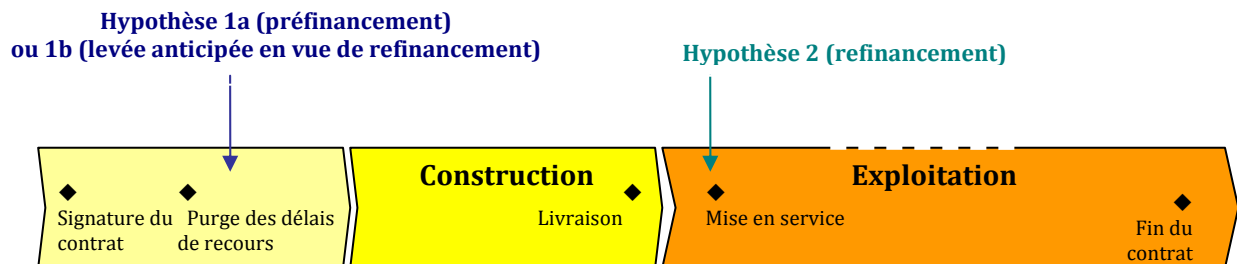 Hypothèse 1a (préfinancement)
ou 1b (levée anticipée en vue de refinancement)
Hypothèse 2 (refinancement)
Construction
Exploitation
Signature du
contrat
Purge des délais
de recours
Livraison
Mise en service
Fin du
contrat